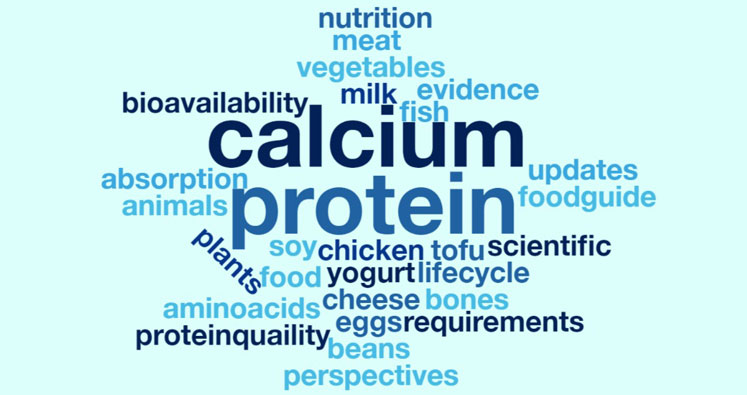 nutrition
meat
vegetables
milk evidence
bioavailability fish
calcium
absorption updates
protein foodguide
animals
plants soy chicken tofu scientific
food yogurt lifecycle
aminoacids cheese bones
proteinquaility eggs requirements
beans
perspectives